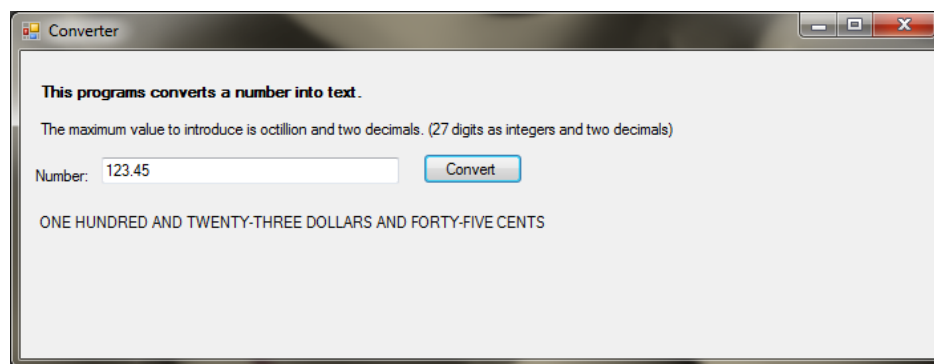 Converter
This programs converts a number into text.
The maximum value to introduce is octillion and two decimals. (27 digits as integers and two decimals)
Number: 123.45 Convert
ONE HUNDRED AND TWENTY-THREE DOLLARS AND FORTY-FIVE CENTS